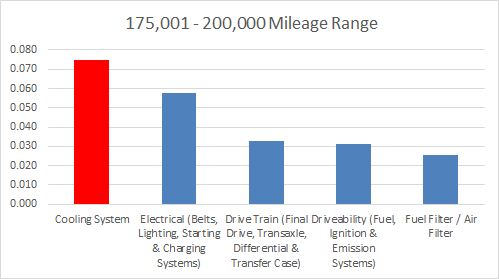 175,001 - 200,000 Mileage Range
0.080
0.070
0.060
0.050
0.040
0.030
0.020
0.010
0.000
Cooling System
Electrical (Belts,
Lighting, Starting
& Charging
Systems)
Drive Train (Final
Drive, Transaxle,
Differential &
Transfer Case)
Driveability (Fuel,
Ignition &
Emission
Systems)
Fuel Filter / Air
Filter